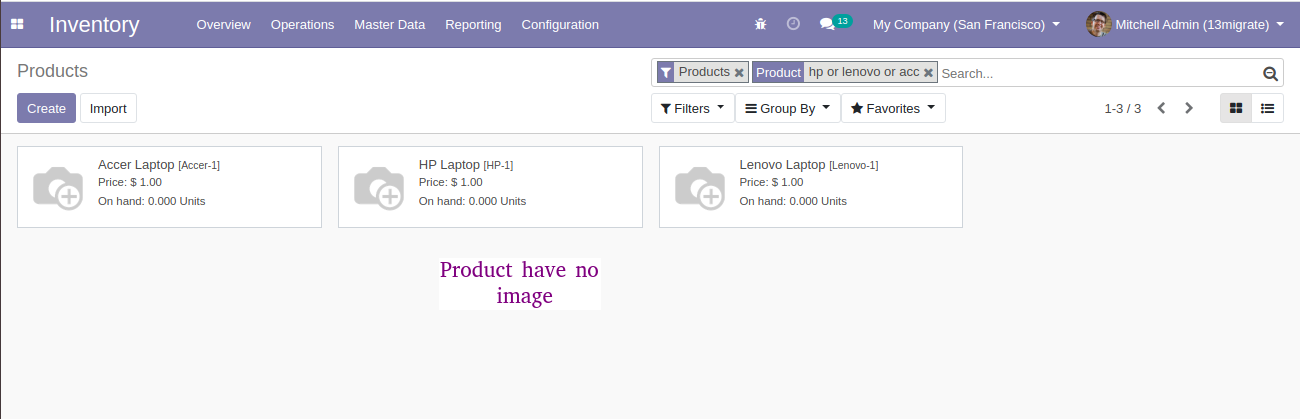 Inventory Overview Operations Master Data Reporting Configuration 13 My Company (San Francisco) Mitchell Admin (13migrate)
Products Products Product hp or lenovo or acc Search...
Create Import Filters Group By Favorites 1-3 / 3
Accer Laptop [Accer-1] HP Laptop [HP-1] Lenovo Laptop [Lenovo-1]
Price: $ 1.00 Price: $ 1.00 Price: $ 1.00
On hand: 0.000 Units On hand: 0.000 Units On hand: 0.000 Units
Product have no
image